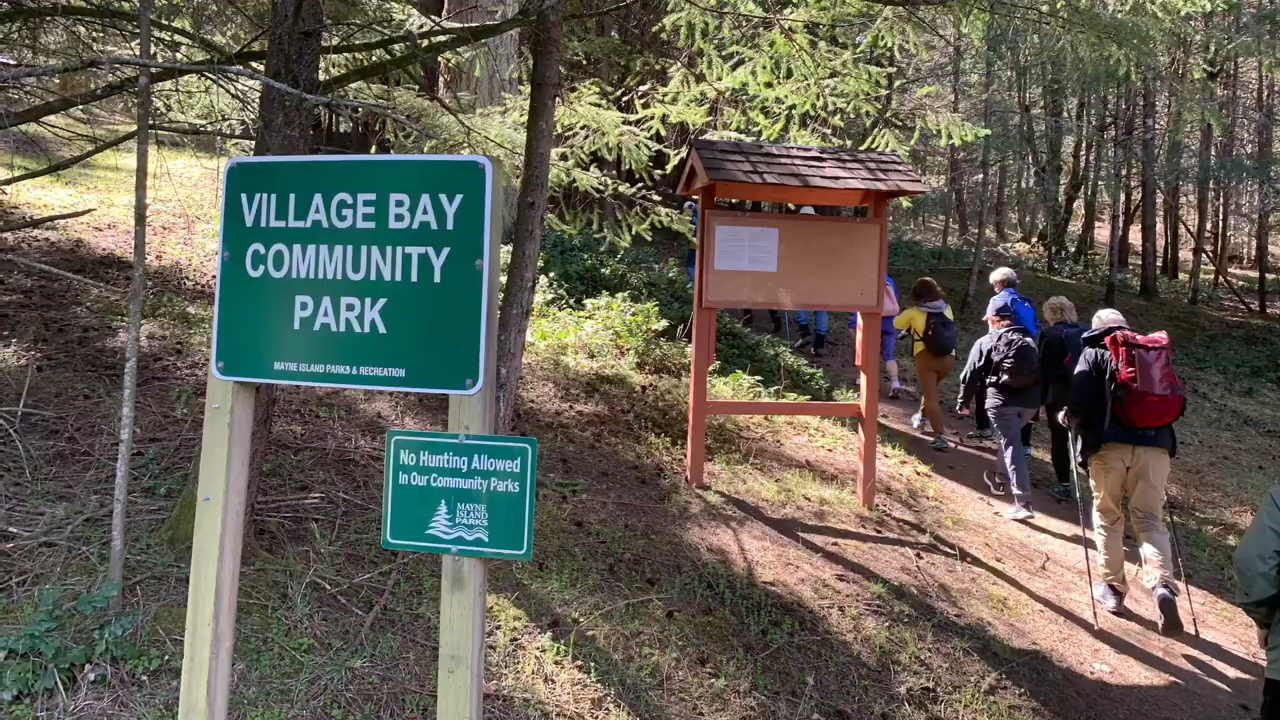 VILLAGE BAY
COMMUNITY
PARK
MAYNE ISLAND PARKS & RECREATION
No Hunting Allowed
In Our Community Parks
MAYNE
ISLAND
PARKS